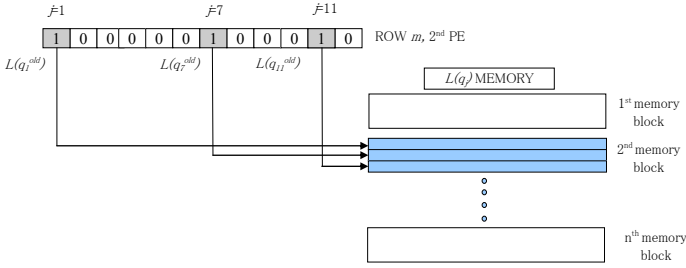 j=1 j=7 j=11
1 0 0 0 0 0 1 0 0 0 1 0 ROW m, 2nd PE
L(q1old) L(q7old) L(q11old)
L(qj) MEMORY
1st memory
block
2nd memory
block
nth memory
block